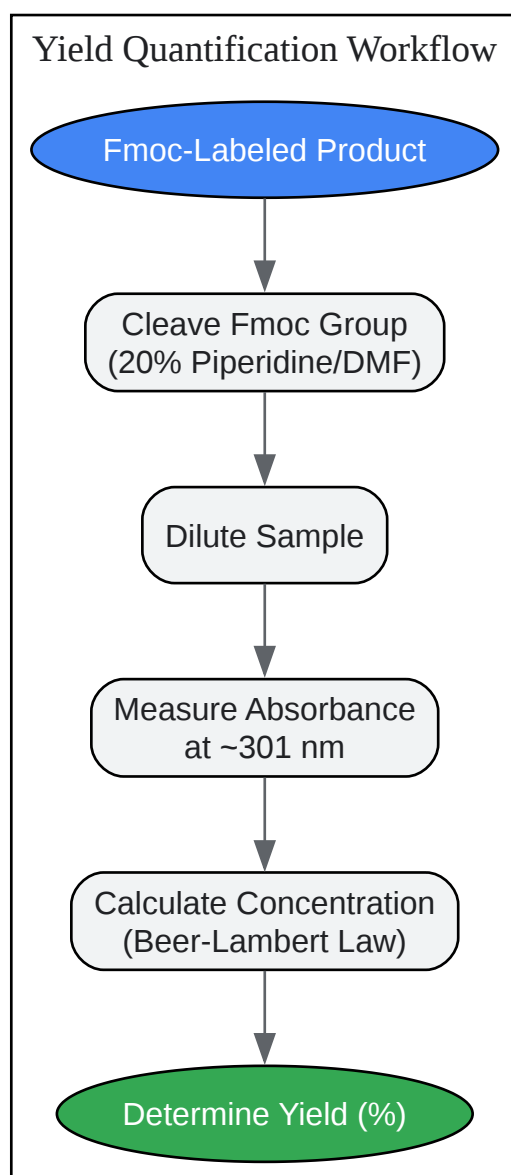 Yield Quantification Workflow
Fmoc-Labeled Product
Cleave Fmoc Group
(20% Piperidine/DMF)
Dilute Sample
Measure Absorbance
at ~301 nm
Calculate Concentration
(Beer-Lambert Law)
Determine Yield (%)